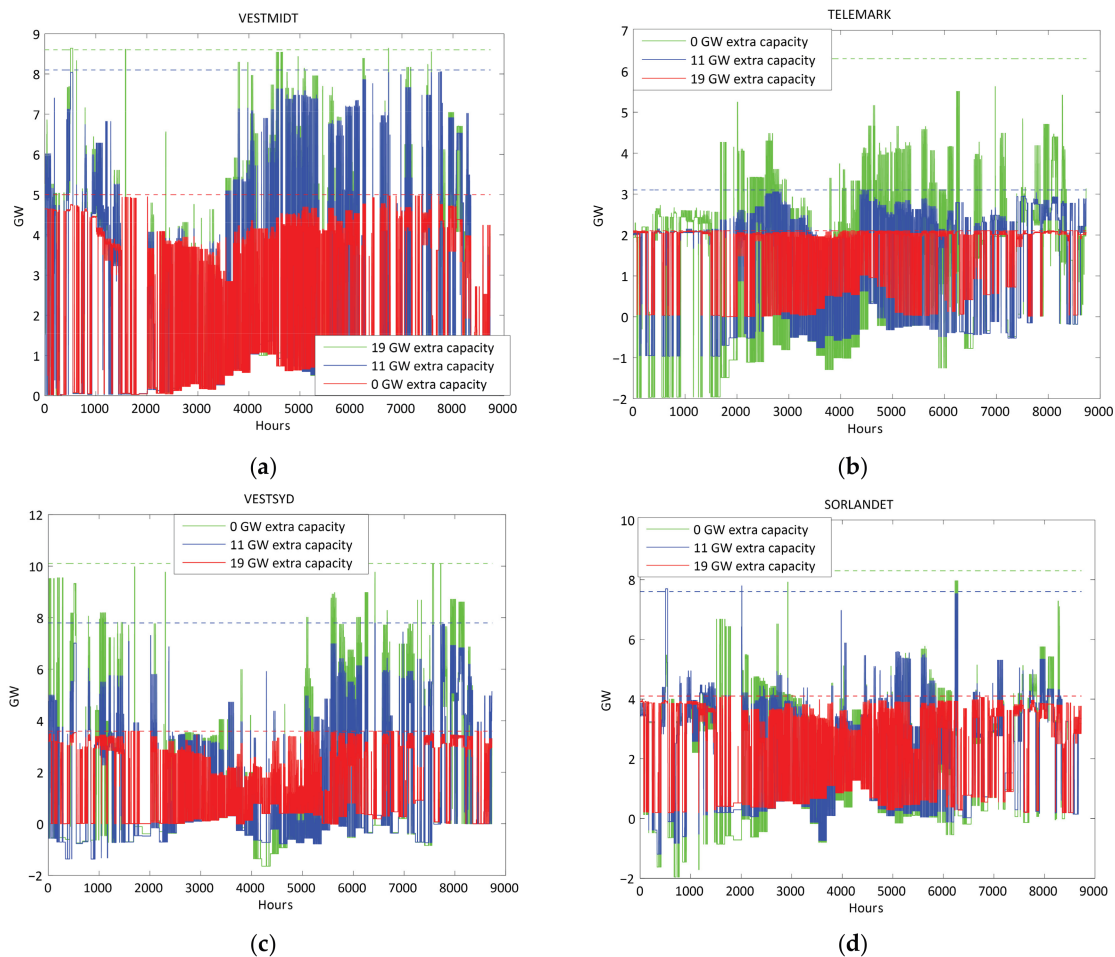 VESTMIDT
9
8
7
6
5
4
3
2
1
0
GW
19 GW extra capacity
11 GW extra capacity
0 GW extra capacity
0 1000 2000 3000 4000 5000 6000 7000 8000 9000
Hours
(a)
TELEMARK
7
6
5
4
3
2
1
0
−1
−2
GW
0 GW extra capacity
11 GW extra capacity
19 GW extra capacity
0 1000 2000 3000 4000 5000 6000 7000 8000 9000
Hours
(b)
VESTSYD
12
10
8
6
4
2
0
−2
GW
0 GW extra capacity
11 GW extra capacity
19 GW extra capacity
0 1000 2000 3000 4000 5000 6000 7000 8000 9000
Hours
(c)
SORLANDET
10
8
6
4
2
0
−2
GW
0 GW extra capacity
11 GW extra capacity
19 GW extra capacity
0 1000 2000 3000 4000 5000 6000 7000 8000 9000
Hours
(d)